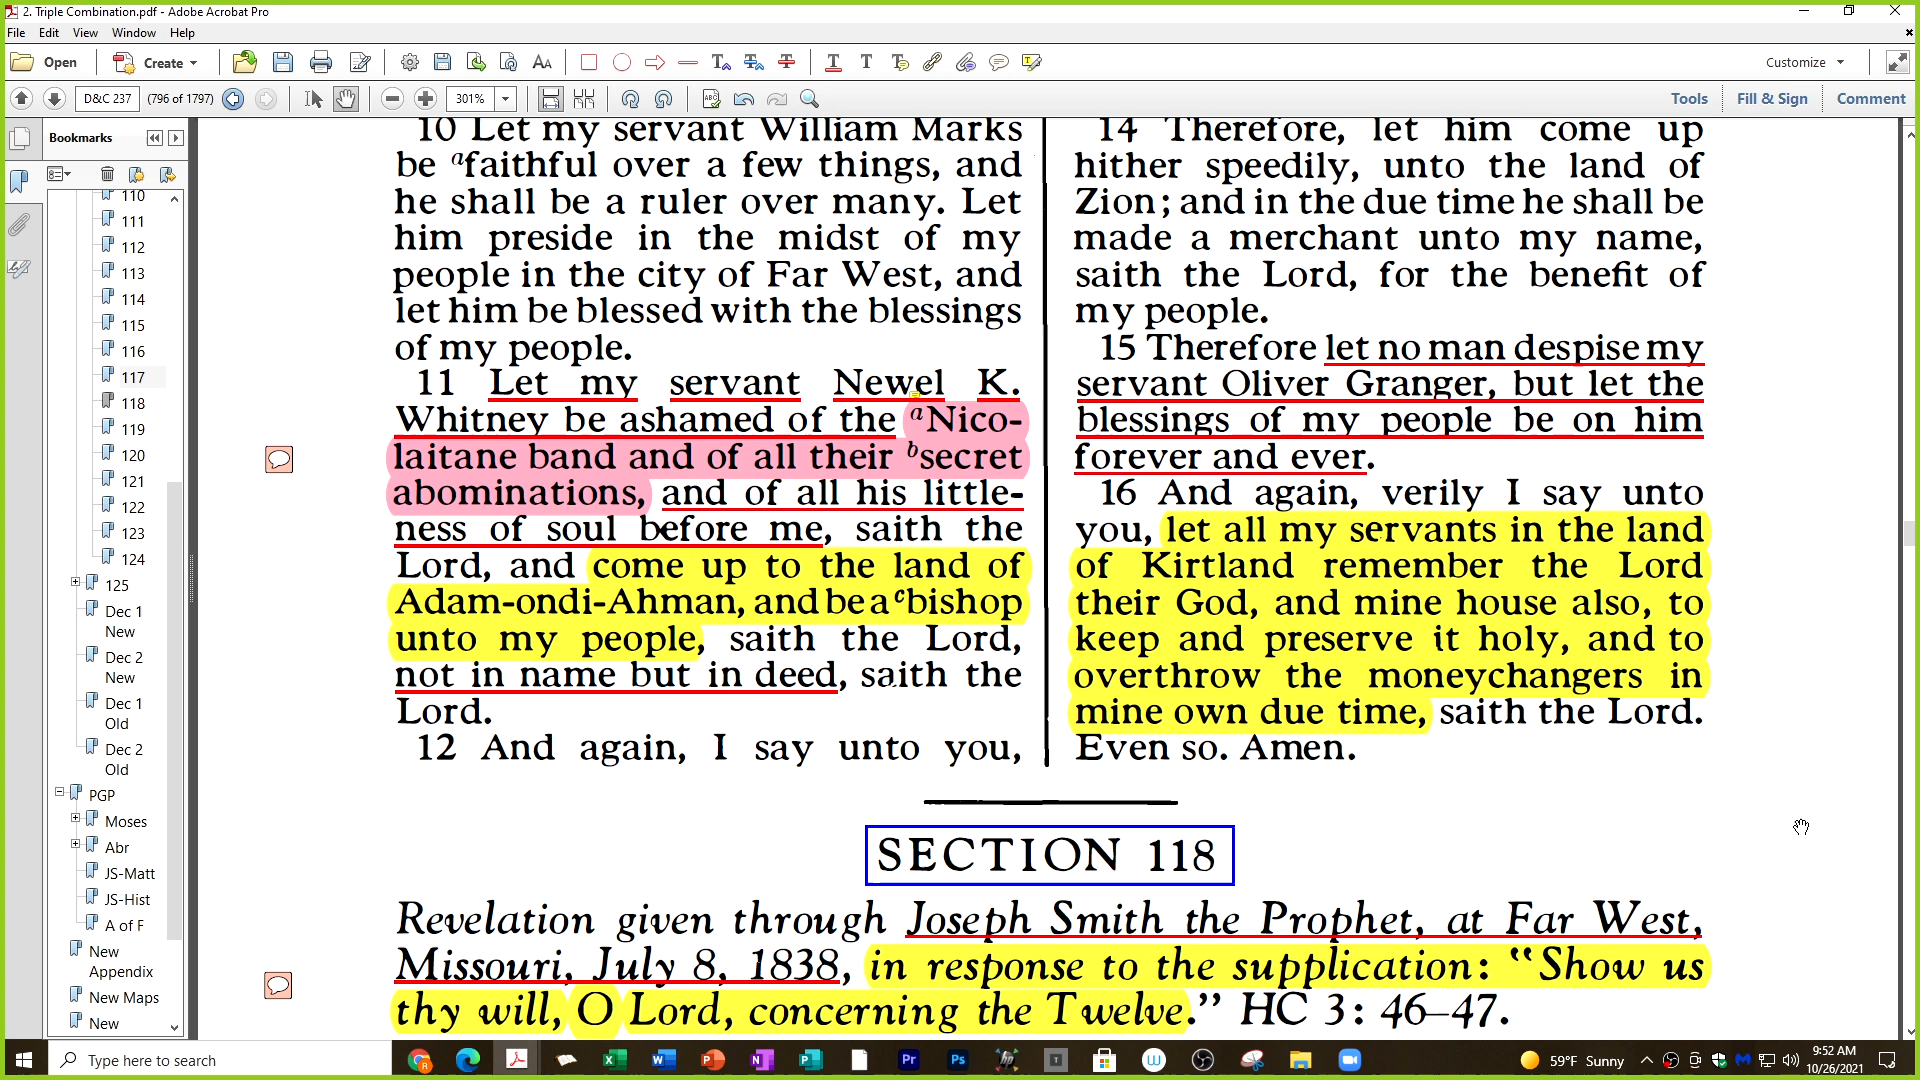 2. Triple Combination.pdf - Adobe Acrobat Pro
File Edit View Window Help
Open Create Customize
D&C 237 (796 of 1797) 301% Tools Fill & Sign Comment
Bookmarks
110
111
112
113
114
115
116
117
118
119
120
121
122
123
124
125
Dec 1
New
Dec 2
New
Dec 1
Old
Dec 2
Old
PGP
Moses
Abr
JS-Matt
JS-Hist
A of F
New
Appendix
New Maps
New
10 Let my servant William Marks
be ᵃfaithful over a few things, and
he shall be a ruler over many. Let
him preside in the midst of my
people in the city of Far West, and
let him be blessed with the blessings
of my people.
11 Let my servant Newel K.
Whitney be ashamed of the ᵃNico-
laitane band and of all their ᵇsecret
abominations, and of all his little-
ness of soul before me, saith the
Lord, and come up to the land of
Adam-ondi-Ahman, and be a ᶜbishop
unto my people, saith the Lord,
not in name but in deed, saith the
Lord.
12 And again, I say unto you,
14 Therefore, let him come up
hither speedily, unto the land of
Zion; and in the due time he shall be
made a merchant unto my name,
saith the Lord, for the benefit of
my people.
15 Therefore let no man despise my
servant Oliver Granger, but let the
blessings of my people be on him
forever and ever.
16 And again, verily I say unto
you, let all my servants in the land
of Kirtland remember the Lord
their God, and mine house also, to
keep and preserve it holy, and to
overthrow the moneychangers in
mine own due time, saith the Lord.
Even so. Amen.
SECTION 118
Revelation given through Joseph Smith the Prophet, at Far West,
Missouri, July 8, 1838, in response to the supplication: “Show us
thy will, O Lord, concerning the Twelve.” HC 3: 46–47.
Type here to search
59°F Sunny
9:52 AM
10/26/2021